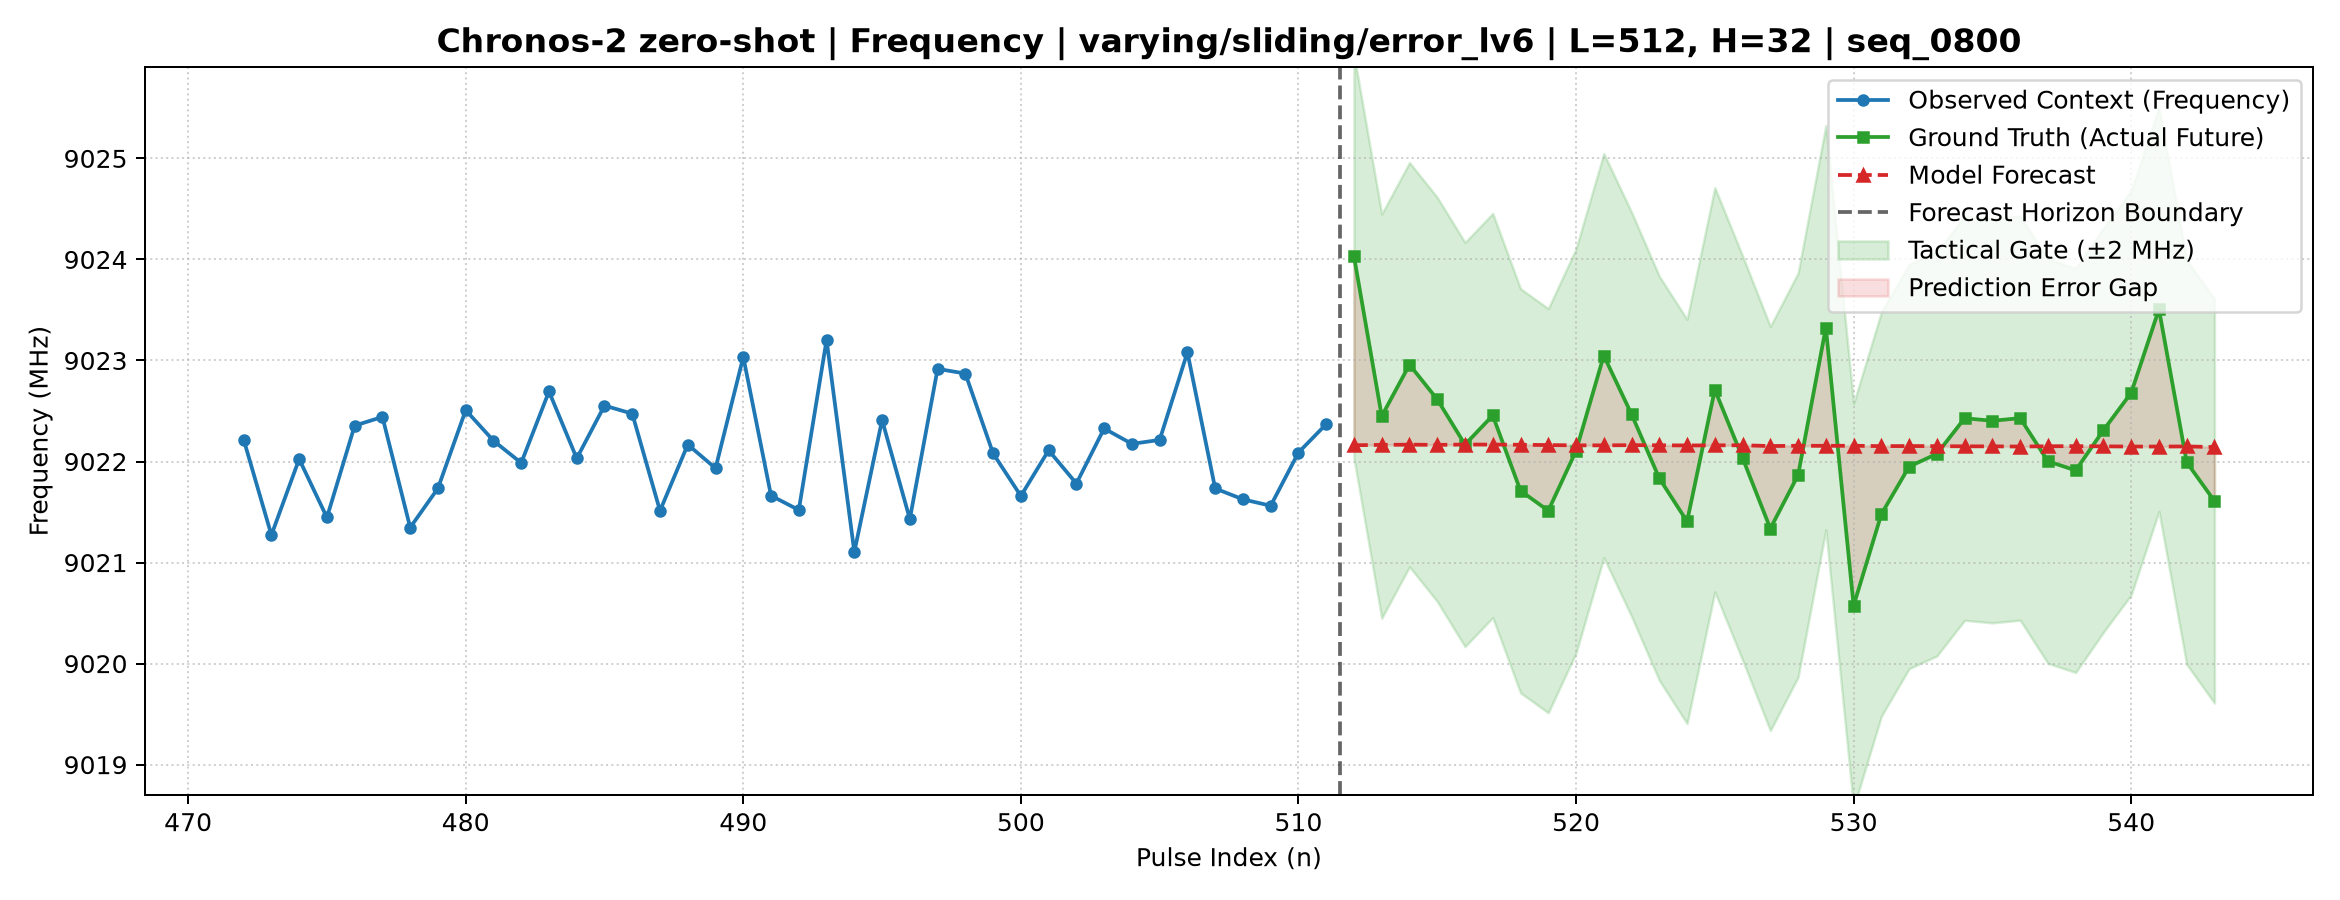 Chronos-2 zero-shot | Frequency | varying/sliding/error_lv6 | L=512, H=32 | seq_0800
Observed Context (Frequency)
Ground Truth (Actual Future)
Model Forecast
Forecast Horizon Boundary
Tactical Gate (±2 MHz)
Prediction Error Gap
Frequency (MHz)
9025
9024
9023
9022
9021
9020
9019
470 480 490 500 510 520 530 540
Pulse Index (n)